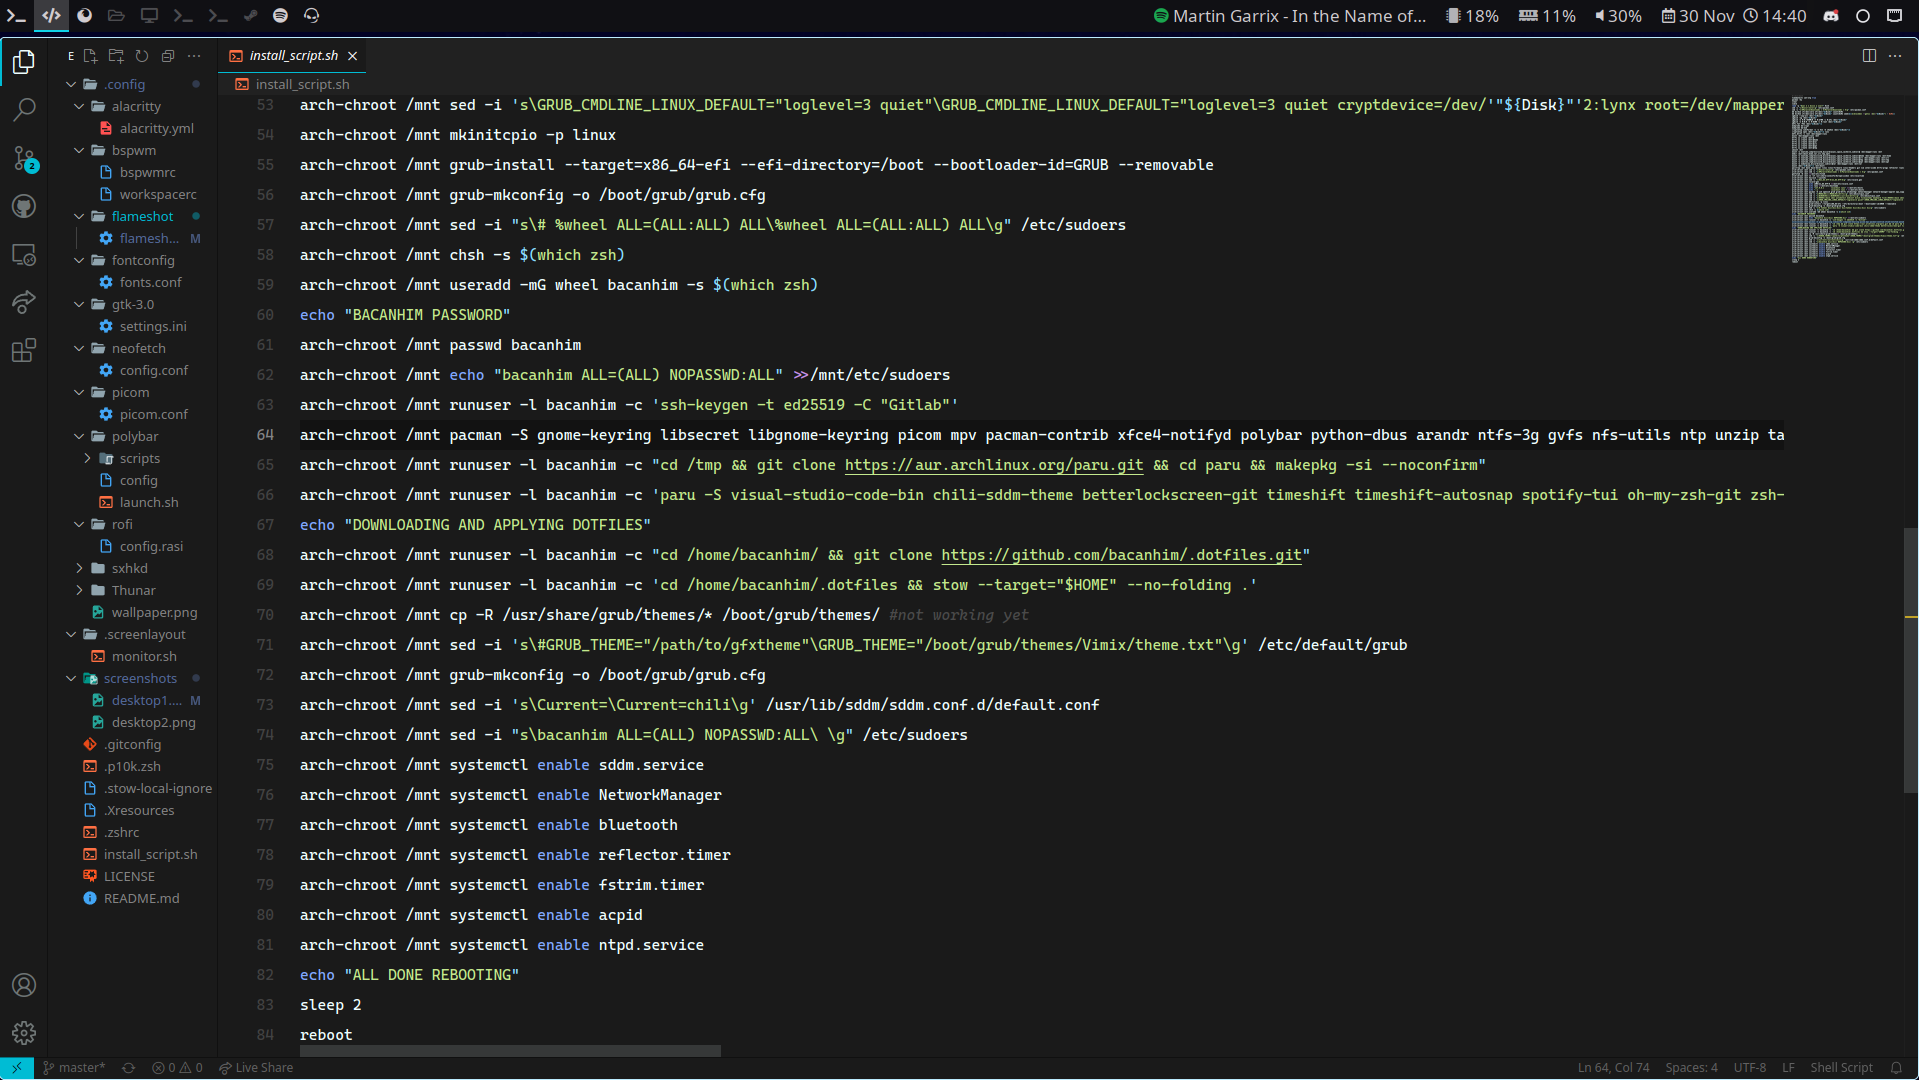 Martin Garrix - In the Name of... 18% 11% 30% 30 Nov 14:40
E
install_script.sh
install_script.sh
.config
alacritty
alacritty.yml
bspwm
bspwmrc
workspacerc
flameshot
flamesh... M
fontconfig
fonts.conf
gtk-3.0
settings.ini
neofetch
config.conf
picom
picom.conf
polybar
scripts
config
launch.sh
rofi
config.rasi
sxhkd
Thunar
wallpaper.png
.screenlayout
monitor.sh
screenshots
desktop1.... M
desktop2.png
.gitconfig
.p10k.zsh
.stow-local-ignore
.Xresources
.zshrc
install_script.sh
LICENSE
README.md
2
53 arch-chroot /mnt sed -i 's\GRUB_CMDLINE_LINUX_DEFAULT="loglevel=3 quiet"\GRUB_CMDLINE_LINUX_DEFAULT="loglevel=3 quiet cryptdevice=/dev/'"${Disk}"'2:lynx root=/dev/mapper
54 arch-chroot /mnt mkinitcpio -p linux
55 arch-chroot /mnt grub-install --target=x86_64-efi --efi-directory=/boot --bootloader-id=GRUB --removable
56 arch-chroot /mnt grub-mkconfig -o /boot/grub/grub.cfg
57 arch-chroot /mnt sed -i "s\# %wheel ALL=(ALL:ALL) ALL\%wheel ALL=(ALL:ALL) ALL\g" /etc/sudoers
58 arch-chroot /mnt chsh -s $(which zsh)
59 arch-chroot /mnt useradd -mG wheel bacanhim -s $(which zsh)
60 echo "BACANHIM PASSWORD"
61 arch-chroot /mnt passwd bacanhim
62 arch-chroot /mnt echo "bacanhim ALL=(ALL) NOPASSWD:ALL" >>/mnt/etc/sudoers
63 arch-chroot /mnt runuser -l bacanhim -c 'ssh-keygen -t ed25519 -C "Gitlab"'
64 arch-chroot /mnt pacman -S gnome-keyring libsecret libgnome-keyring picom mpv pacman-contrib xfce4-notifyd polybar python-dbus arandr ntfs-3g gvfs nfs-utils ntp unzip ta
65 arch-chroot /mnt runuser -l bacanhim -c "cd /tmp && git clone https://aur.archlinux.org/paru.git && cd paru && makepkg -si --noconfirm"
66 arch-chroot /mnt runuser -l bacanhim -c 'paru -S visual-studio-code-bin chili-sddm-theme betterlockscreen-git timeshift timeshift-autosnap spotify-tui oh-my-zsh-git zsh-
67 echo "DOWNLOADING AND APPLYING DOTFILES"
68 arch-chroot /mnt runuser -l bacanhim -c "cd /home/bacanhim/ && git clone https://github.com/bacanhim/.dotfiles.git"
69 arch-chroot /mnt runuser -l bacanhim -c 'cd /home/bacanhim/.dotfiles && stow --target="$HOME" --no-folding .'
70 arch-chroot /mnt cp -R /usr/share/grub/themes/* /boot/grub/themes/ #not working yet
71 arch-chroot /mnt sed -i 's\#GRUB_THEME="/path/to/gfxtheme"\GRUB_THEME="/boot/grub/themes/Vimix/theme.txt"\g' /etc/default/grub
72 arch-chroot /mnt grub-mkconfig -o /boot/grub/grub.cfg
73 arch-chroot /mnt sed -i 's\Current=\Current=chili\g' /usr/lib/sddm/sddm.conf.d/default.conf
74 arch-chroot /mnt sed -i "s\bacanhim ALL=(ALL) NOPASSWD:ALL\ \g" /etc/sudoers
75 arch-chroot /mnt systemctl enable sddm.service
76 arch-chroot /mnt systemctl enable NetworkManager
77 arch-chroot /mnt systemctl enable bluetooth
78 arch-chroot /mnt systemctl enable reflector.timer
79 arch-chroot /mnt systemctl enable fstrim.timer
80 arch-chroot /mnt systemctl enable acpid
81 arch-chroot /mnt systemctl enable ntpd.service
82 echo "ALL DONE REBOOTING"
83 sleep 2
84 reboot
master* 0 0 Live Share Ln 64, Col 74 Spaces: 4 UTF-8 LF Shell Script